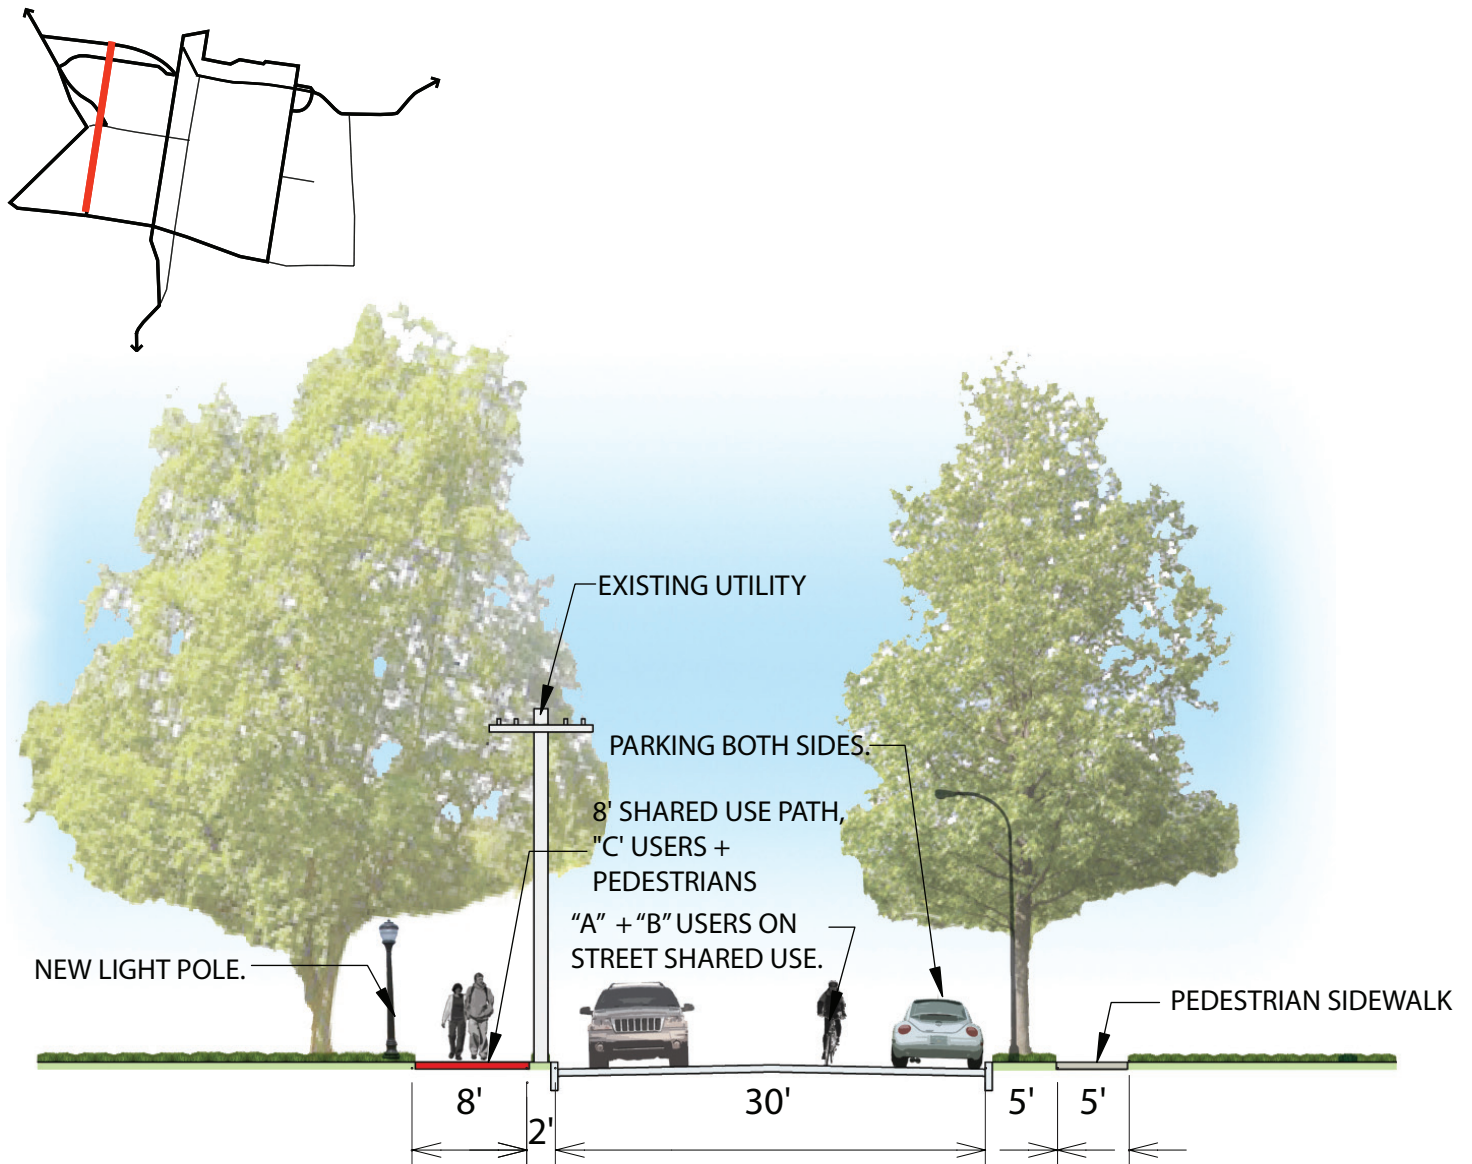 EXISTING UTILITY
PARKING BOTH SIDES.
8' SHARED USE PATH,
"C' USERS +
PEDESTRIANS
“A” + “B” USERS ON
STREET SHARED USE.
NEW LIGHT POLE.
PEDESTRIAN SIDEWALK
8'
2'
30'
5'
5'